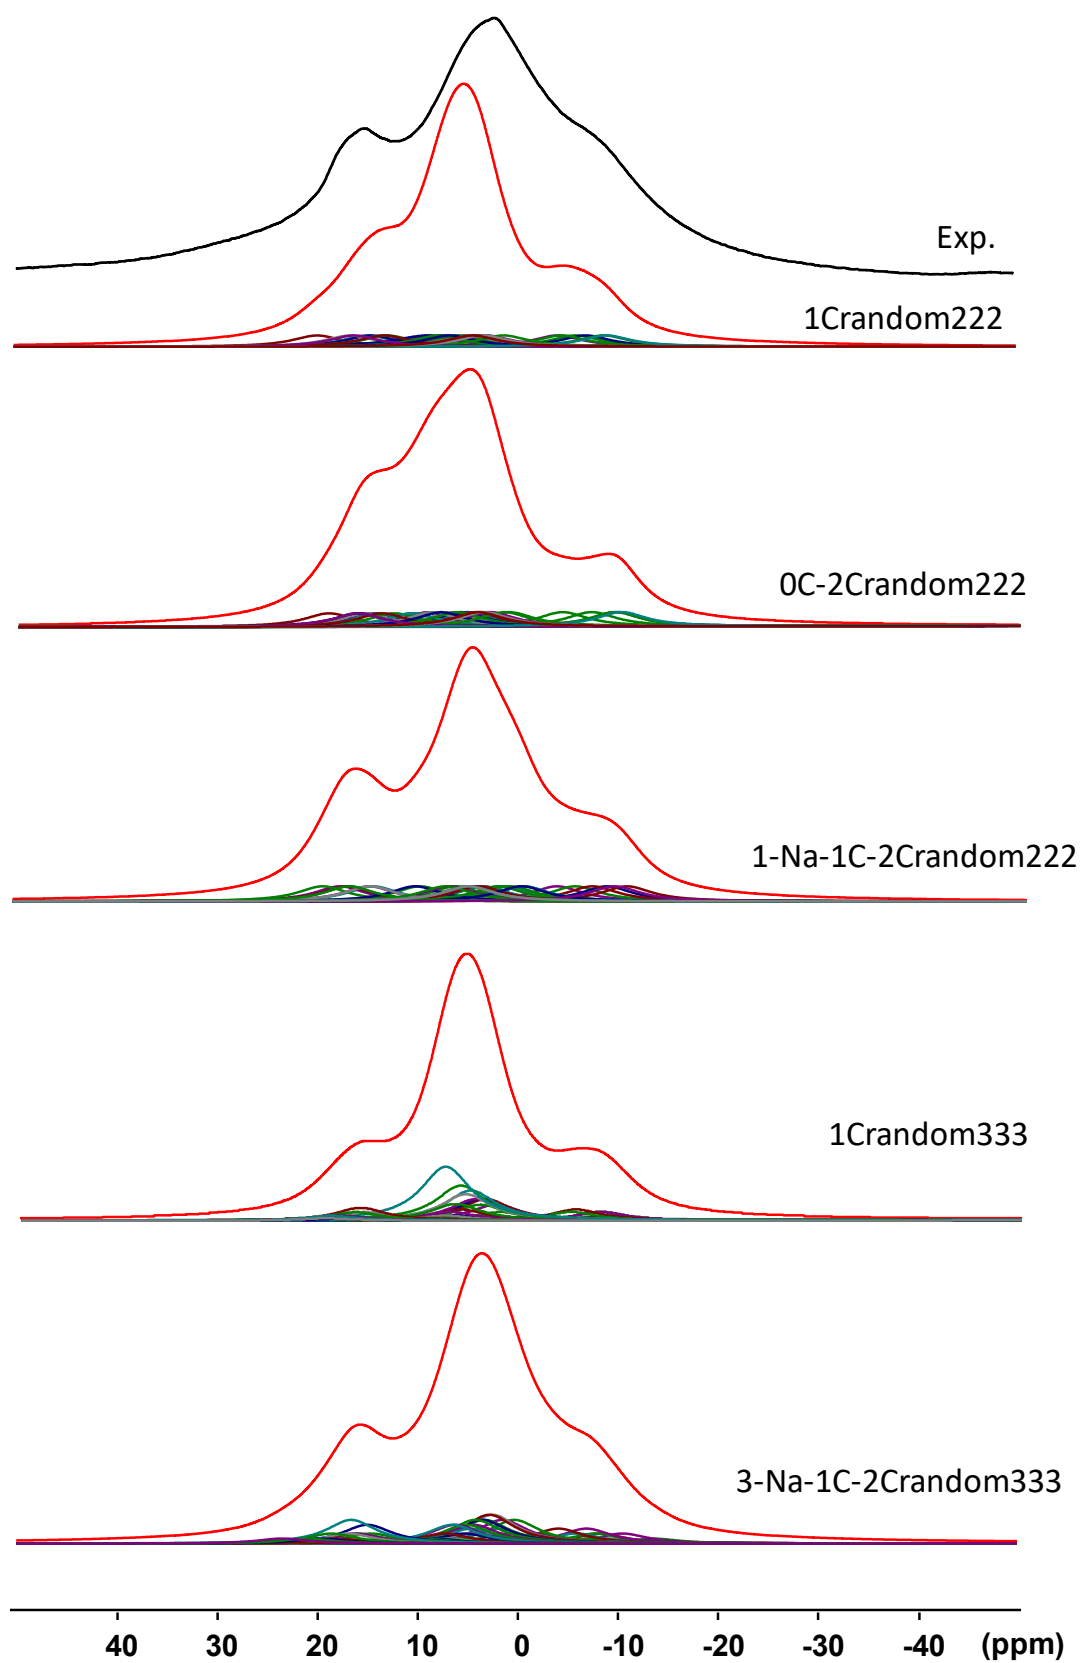 Exp.
1Crandom222
0C-2Crandom222
1-Na-1C-2Crandom222
1Crandom333
3-Na-1C-2Crandom333
40 30 20 10 0 -10 -20 -30 -40 (ppm)